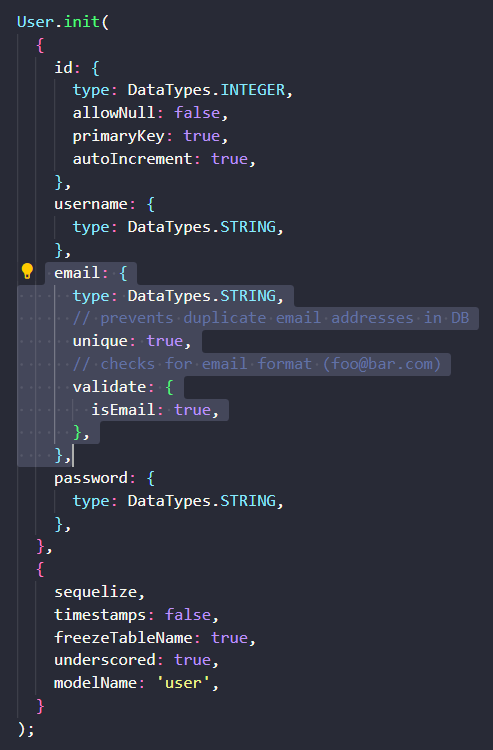 User.init(
  {
    id: {
      type: DataTypes.INTEGER,
      allowNull: false,
      primaryKey: true,
      autoIncrement: true,
    },
    username: {
      type: DataTypes.STRING,
    },
    email: {
      type: DataTypes.STRING,
      // prevents duplicate email addresses in DB
      unique: true,
      // checks for email format (foo@bar.com)
      validate: {
        isEmail: true,
      },
    },
    password: {
      type: DataTypes.STRING,
    },
  },
  {
    sequelize,
    timestamps: false,
    freezeTableName: true,
    underscored: true,
    modelName: 'user',
  }
);